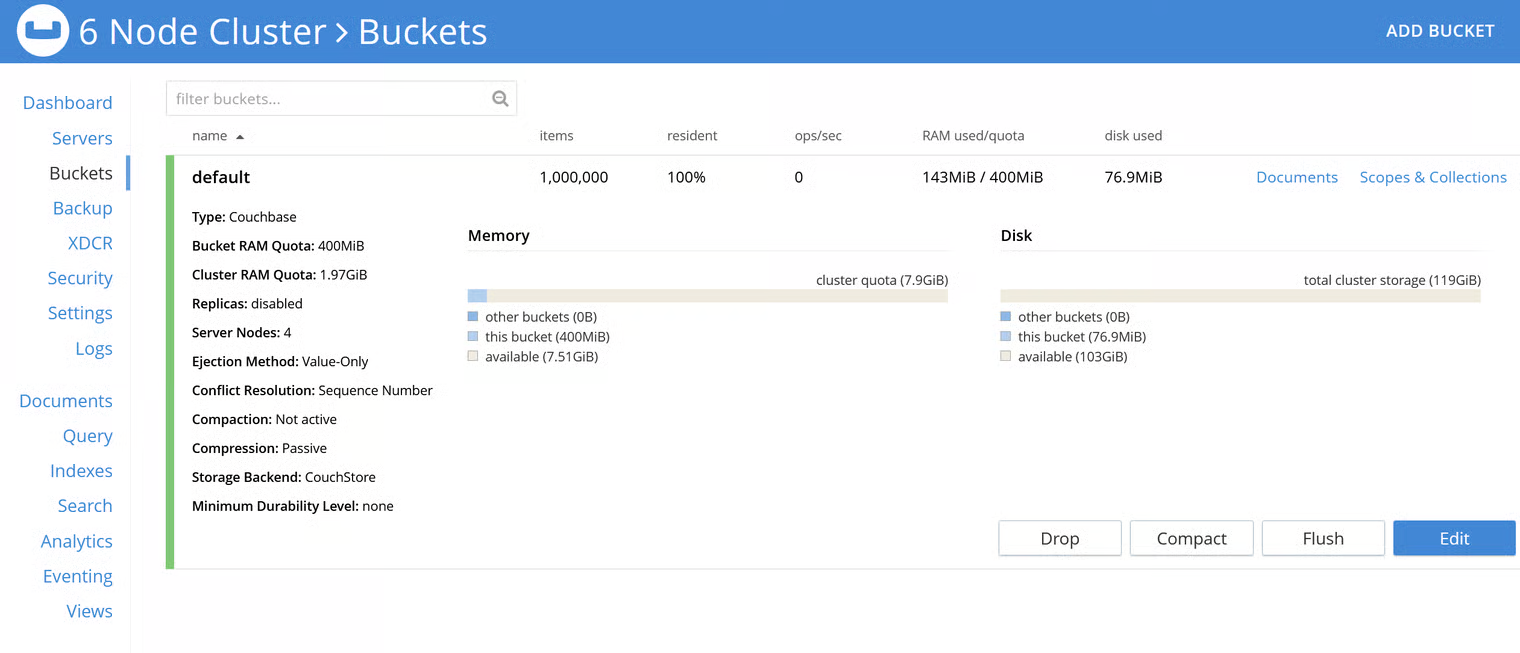 6 Node Cluster › Buckets
ADD BUCKET
Dashboard
Servers
Buckets
Backup
XDCR
Security
Settings
Logs
Documents
Query
Indexes
Search
Analytics
Eventing
Views
filter buckets...
name items resident ops/sec RAM used/quota disk used
default 1,000,000 100% 0 143MiB / 400MiB 76.9MiB Documents Scopes & Collections
Type: Couchbase
Bucket RAM Quota: 400MiB
Cluster RAM Quota: 1.97GiB
Replicas: disabled
Server Nodes: 4
Ejection Method: Value-Only
Conflict Resolution: Sequence Number
Compaction: Not active
Compression: Passive
Storage Backend: CouchStore
Minimum Durability Level: none
Memory
cluster quota (7.9GiB)
other buckets (0B)
this bucket (400MiB)
available (7.51GiB)
Disk
total cluster storage (119GiB)
other buckets (0B)
this bucket (76.9MiB)
available (103GiB)
Drop Compact Flush Edit